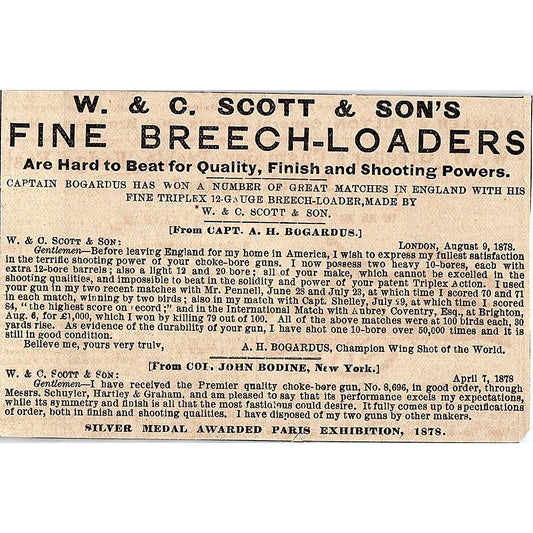 W. & C. SCOTT & SON'S
FINE BREECH-LOADERS
Are Hard to Beat for Quality, Finish and Shooting Powers.
CAPTAIN BOGARDUS HAS WON A NUMBER OF GREAT MATCHES IN ENGLAND WITH HIS
FINE TRIPLEX 12-GAUGE BREECH-LOADER, MADE BY
W. & C. SCOTT & SON.
[From CAPT. A. H. BOGARDUS.]
W. & C. SCOTT & SON: LONDON, August 9, 1878.
Gentlemen—Before leaving England for my home in America, I wish to express my fullest satisfaction
in the terrific shooting power of your choke-bore guns. I now possess two heavy 10-bores, each with
extra 12-bore barrels; also a light 12 and 20 bore; all of your make, which cannot be excelled in the
shooting qualities, and impossible to beat in the solidity and power of your patent Triplex Action. I used
your gun in my two recent matches with Mr. Pennell, June 28 and July 23, at which time I scored 70 and 71
in each match, winning by two birds; also in my match with Capt. Shelley, July 29, at which time I scored
84, "the highest score on record;" and in the International Match with Aubrey Coventry, Esq., at Brighton,
Aug. 6, for £1,000, which I won by killing 79 out of 100. All of the above matches were at 100 birds each, 30
yards rise. As evidence of the durability of your gun, I have shot one 10-bore over 50,000 times and it is
still in good condition.
Believe me, yours very truly, A. H. BOGARDUS, Champion Wing Shot of the World.
[From COL. JOHN BODINE, New York.]
W. & C. SCOTT & SON: April 7, 1878
Gentlemen—I have received the Premier quality choke-bore gun, No. 8,696, in good order, through
Messrs. Schuyler, Hartley & Graham, and am pleased to say that its performance excels my expectations,
while its symmetry and finish is all that the most fastidious could desire. It fully comes up to specifications
of order, both in finish and shooting qualities. I have disposed of my two guns by other makers.
SILVER MEDAL AWARDED PARIS EXHIBITION, 1878.